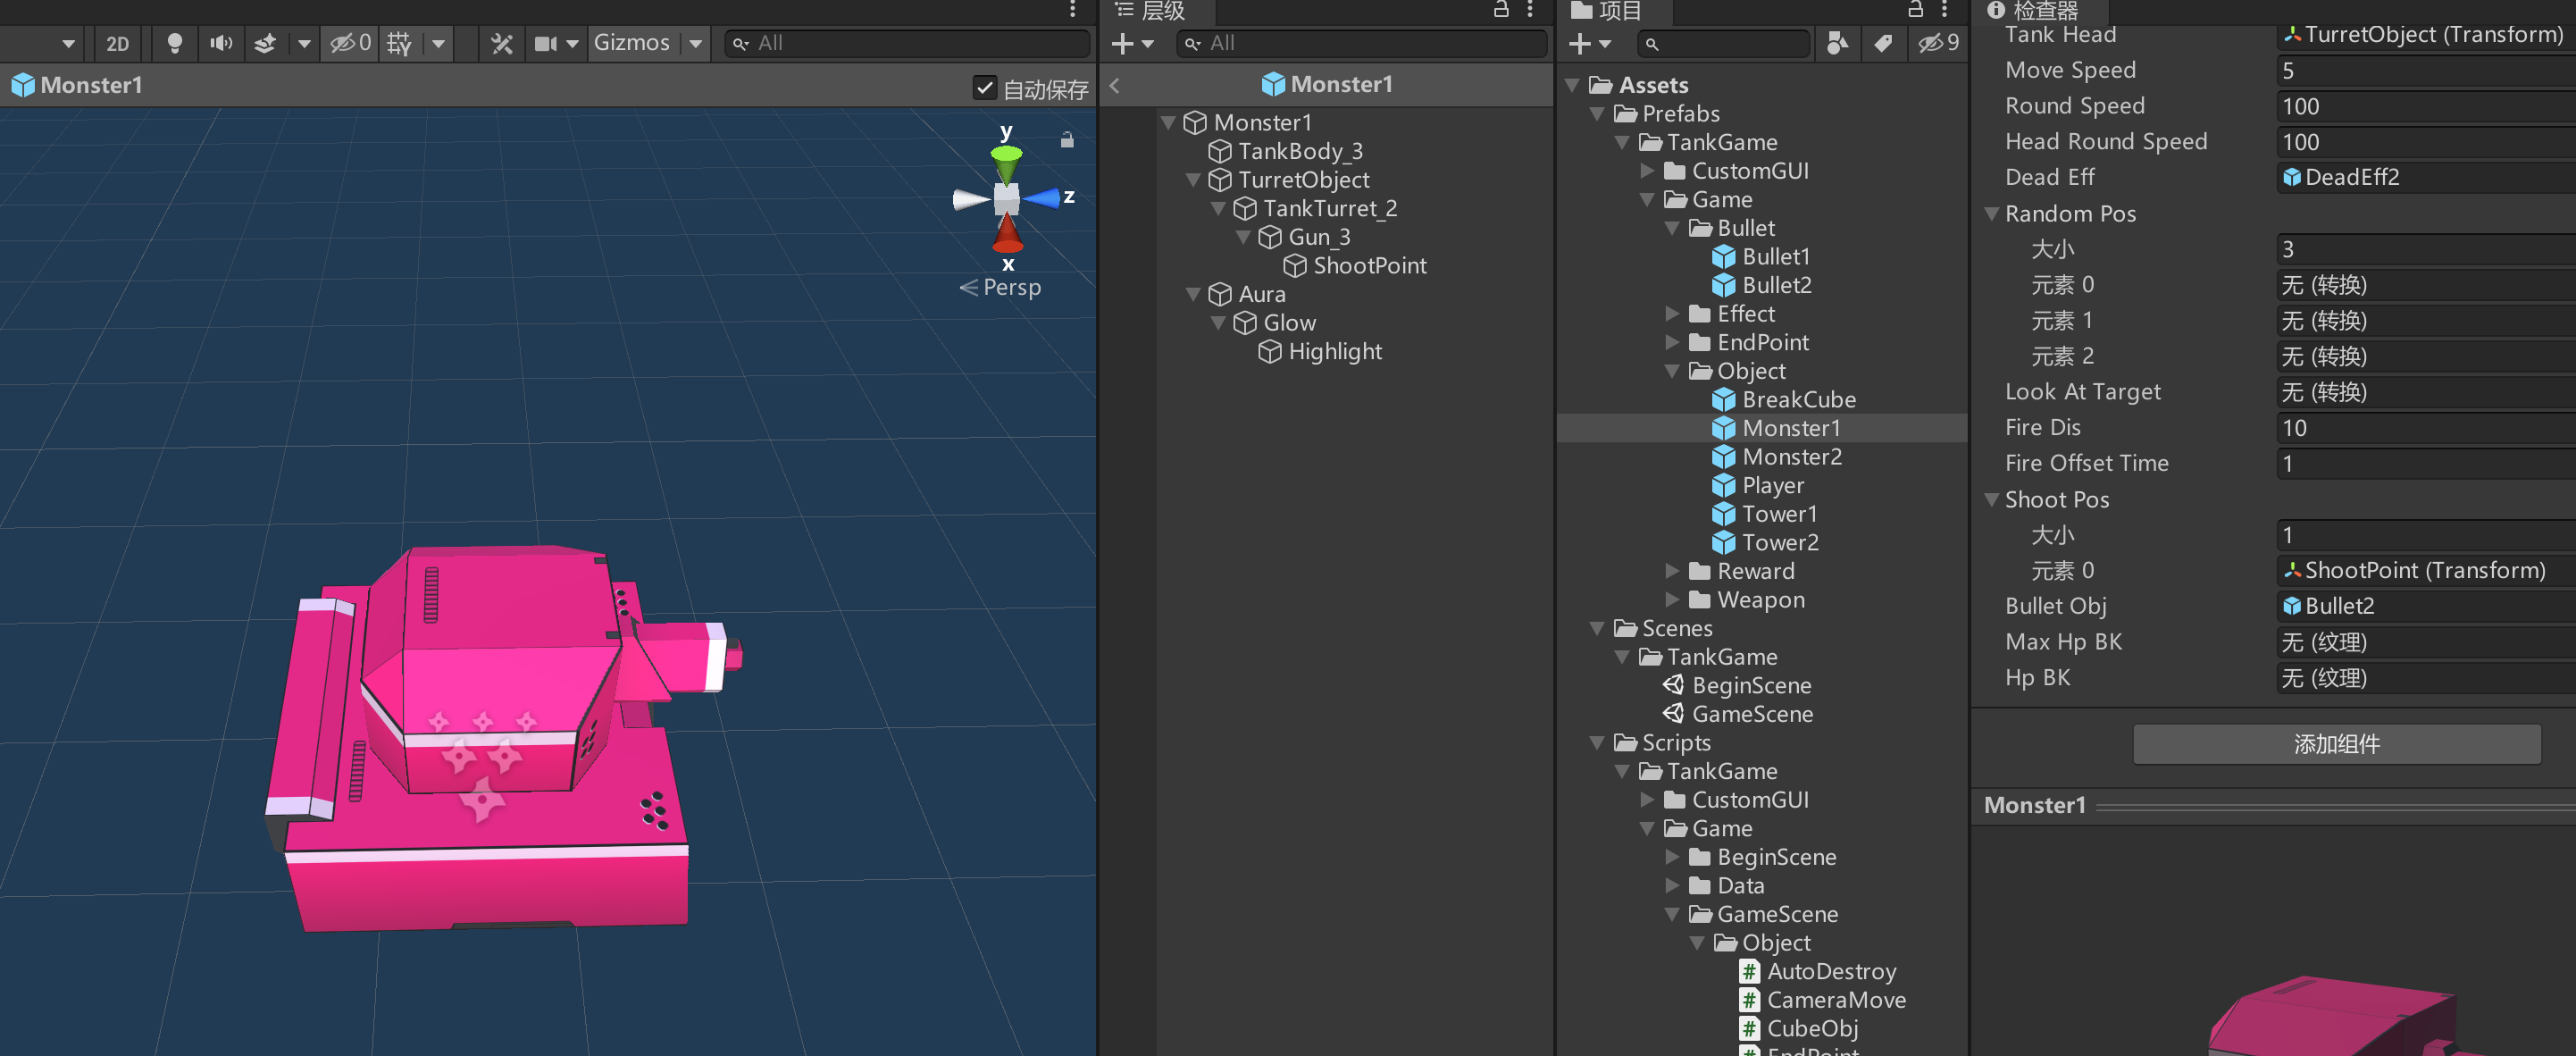 层级
项目
检查器
2D
0
Gizmos
All
All
9
Monster1
自动保存
y
z
x
Persp
Monster1
Monster1
TankBody_3
TurretObject
TankTurret_2
Gun_3
ShootPoint
Aura
Glow
Highlight
Assets
Prefabs
TankGame
CustomGUI
Game
Bullet
Bullet1
Bullet2
Effect
EndPoint
Object
BreakCube
Monster1
Monster2
Player
Tower1
Tower2
Reward
Weapon
Scenes
TankGame
BeginScene
GameScene
Scripts
TankGame
CustomGUI
Game
BeginScene
Data
GameScene
Object
AutoDestroy
CameraMove
CubeObj
EndPoint
Tank Head TurretObject (Transform)
Move Speed 5
Round Speed 100
Head Round Speed 100
Dead Eff DeadEff2
Random Pos
大小 3
元素 0 无 (转换)
元素 1 无 (转换)
元素 2 无 (转换)
Look At Target 无 (转换)
Fire Dis 10
Fire Offset Time 1
Shoot Pos
大小 1
元素 0 ShootPoint (Transform)
Bullet Obj Bullet2
Max Hp BK 无 (纹理)
Hp BK 无 (纹理)
添加组件
Monster1